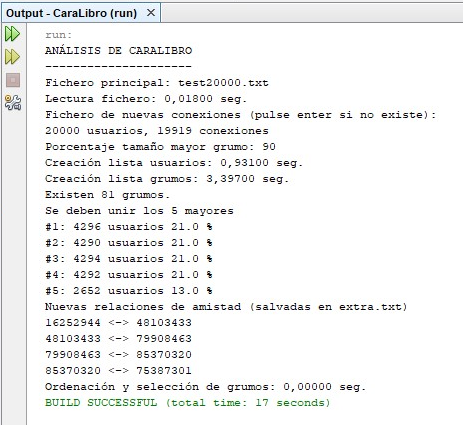 Output - CaraLibro (run)
run:
ANÁLISIS DE CARALIBRO
---------------------
Fichero principal: test20000.txt
Lectura fichero: 0,01800 seg.
Fichero de nuevas conexiones (pulse enter si no existe):
20000 usuarios, 19919 conexiones
Porcentaje tamaño mayor grumo: 90
Creación lista usuarios: 0,93100 seg.
Creación lista grumos: 3,39700 seg.
Existen 81 grumos.
Se deben unir los 5 mayores
#1: 4296 usuarios 21.0 %
#2: 4290 usuarios 21.0 %
#3: 4294 usuarios 21.0 %
#4: 4292 usuarios 21.0 %
#5: 2652 usuarios 13.0 %
Nuevas relaciones de amistad (salvadas en extra.txt)
16252944 <-> 48103433
48103433 <-> 79908463
79908463 <-> 85370320
85370320 <-> 75387301
Ordenación y selección de grumos: 0,00000 seg.
BUILD SUCCESSFUL (total time: 17 seconds)